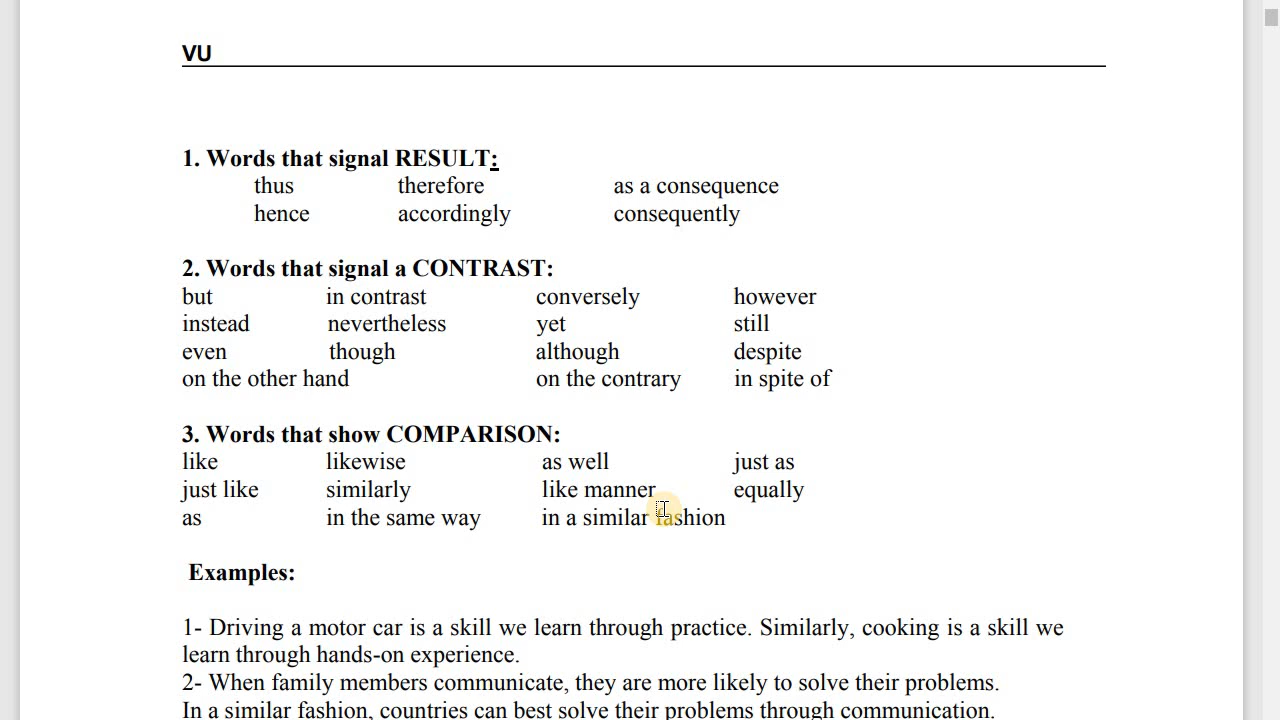 VU
1. Words that signal RESULT:
thus therefore as a consequence
hence accordingly consequently
2. Words that signal a CONTRAST:
but in contrast conversely however
instead nevertheless yet still
even though although despite
on the other hand on the contrary in spite of
3. Words that show COMPARISON:
like likewise as well just as
just like similarly like manner equally
as in the same way in a similar fashion
Examples:
1- Driving a motor car is a skill we learn through practice. Similarly, cooking is a skill we
learn through hands-on experience.
2- When family members communicate, they are more likely to solve their problems.
In a similar fashion, countries can best solve their problems through communication.